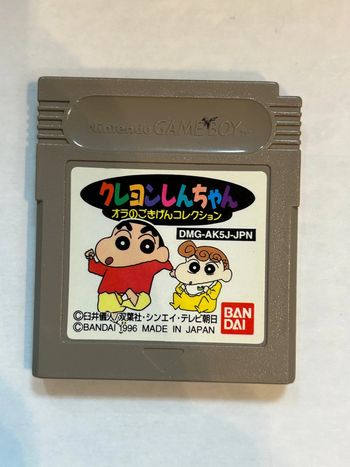 Nintendo GAME BOY
クレヨンしんちゃん
オラのごきげんコレクション
DMG-AK5J-JPN
BAN
DAI
©臼井儀人/双葉社・シンエイ・テレビ朝日
©BANDAI 1996 MADE IN JAPAN